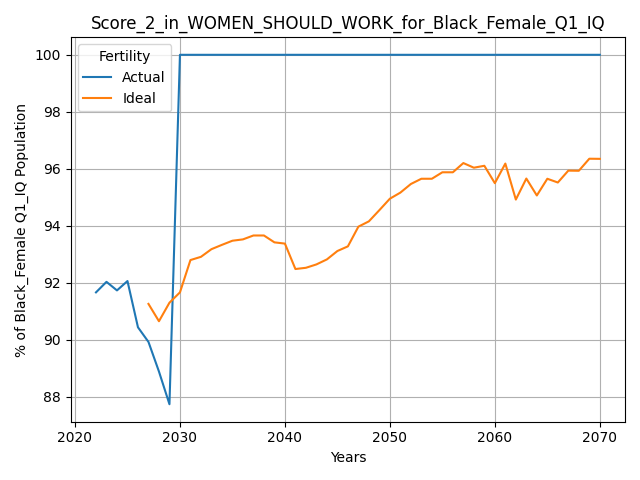 Score_2_in_WOMEN_SHOULD_WORK_for_Black_Female_Q1_IQ
Fertility
Actual
Ideal
% of Black_Female Q1_IQ Population
100
98
96
94
92
90
88
2020 2030 2040 2050 2060 2070
Years